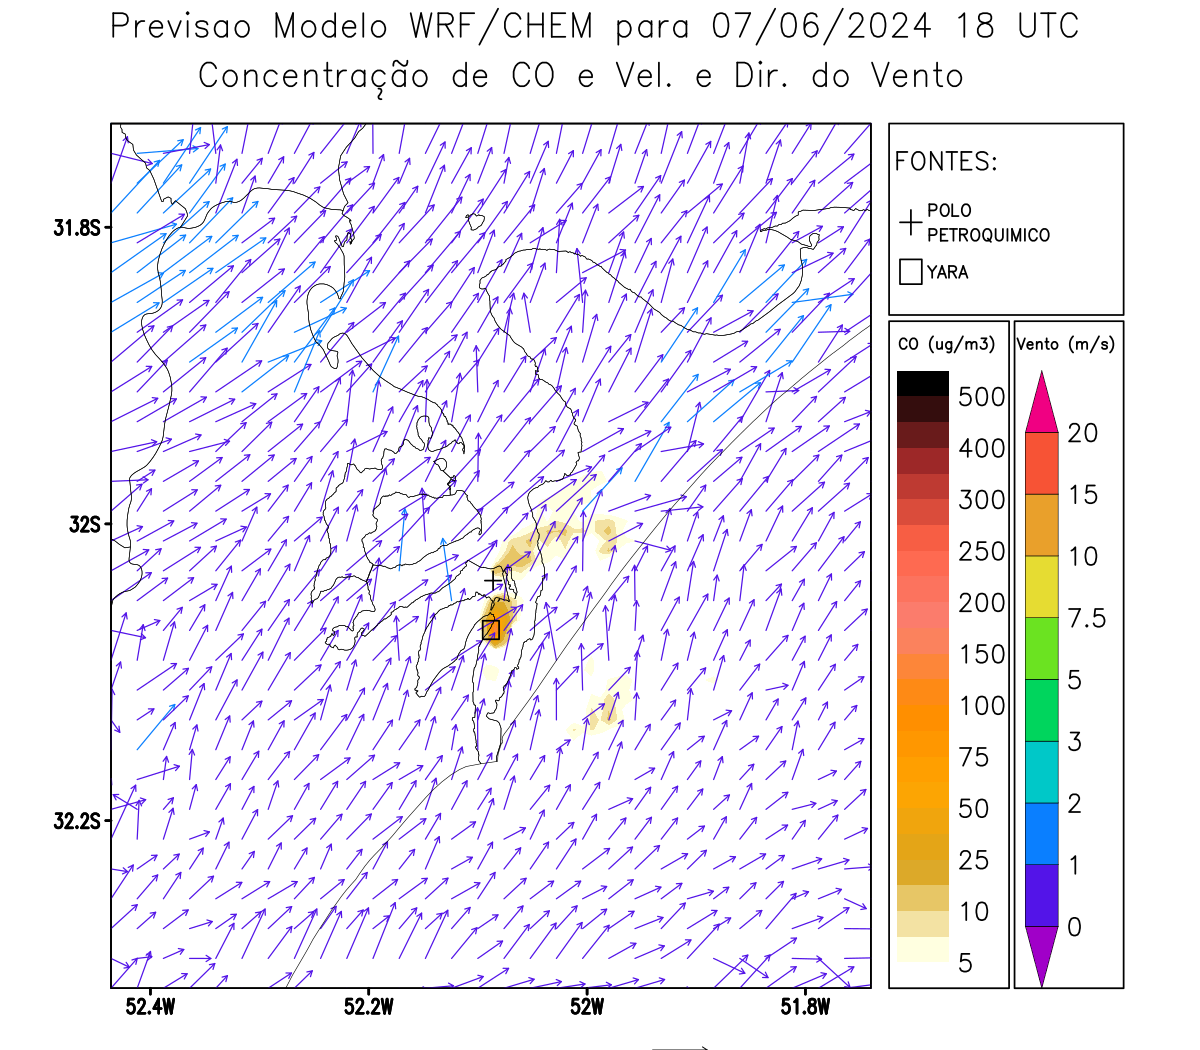 Previsao Modelo WRF/CHEM para 07/06/2024 18 UTC
Concentração de CO e Vel. e Dir. do Vento
FONTES:
POLO
PETROQUIMICO
YARA
CO (ug/m3)
500
400
300
250
200
150
100
75
50
25
10
5
Vento (m/s)
20
15
10
7.5
5
3
2
1
0
31.8S
32S
32.2S
52.4W
52.2W
52W
51.8W